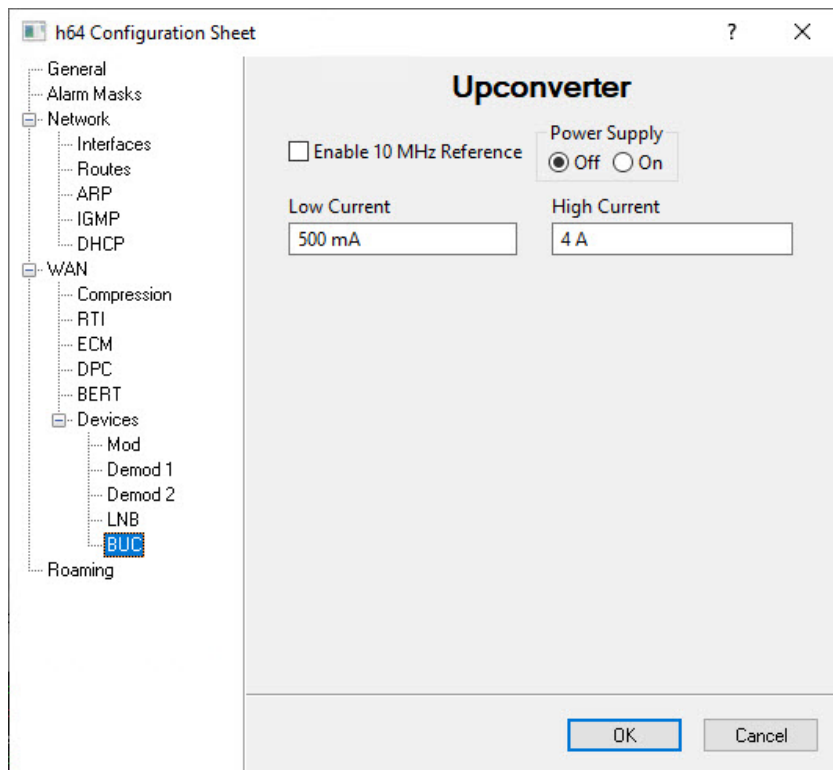 h64 Configuration Sheet
?
General
Alarm Masks
Network
Interfaces
Routes
ARP
IGMP
DHCP
WAN
Compression
RTI
ECM
DPC
BERT
Devices
Mod
Demod 1
Demod 2
LNB
BUC
Roaming
Upconverter
Enable 10 MHz Reference
Power Supply
Off On
Low Current High Current
500 mA 4 A
OK Cancel